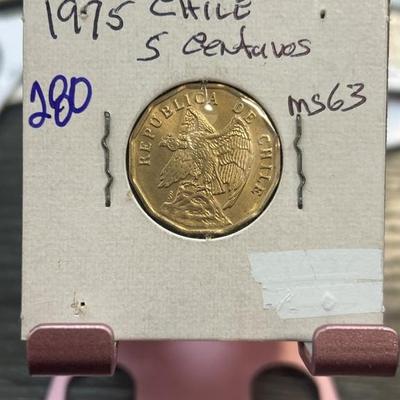 1975 CHILE
5 Centavos
280
MS63
REPUBLICA DE CHILE